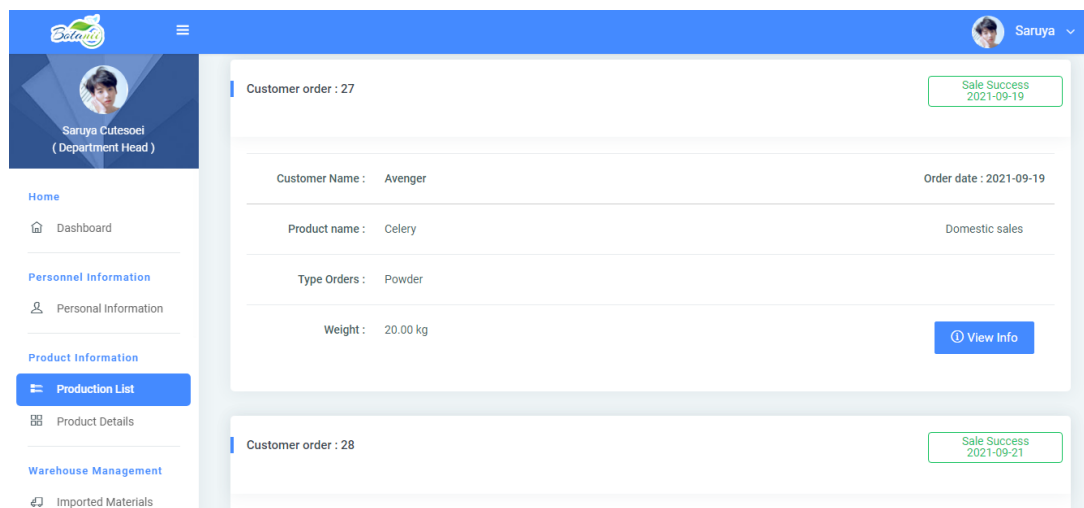 Botanic
Saruya
Saruya Cutesoei
( Department Head )
Home
Dashboard
Personnel Information
Personal Information
Product Information
Production List
Product Details
Warehouse Management
Imported Materials
Customer order : 27
Sale Success
2021-09-19
Customer Name : Avenger Order date : 2021-09-19
Product name : Celery Domestic sales
Type Orders : Powder
Weight : 20.00 kg
View Info
Customer order : 28
Sale Success
2021-09-21